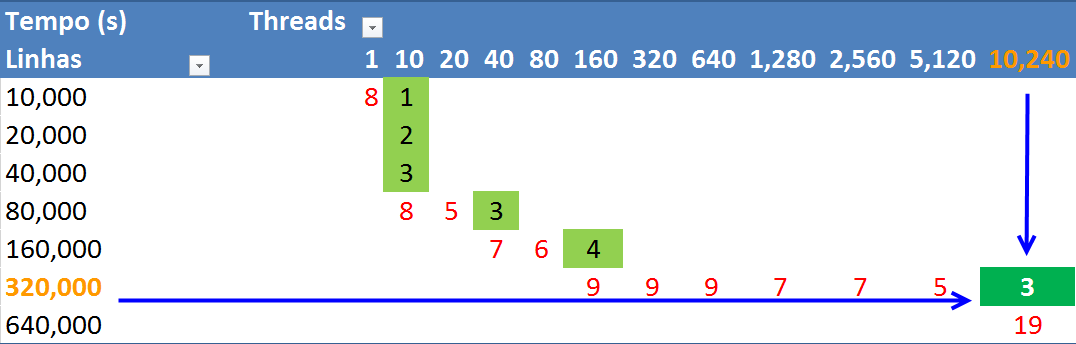 Tempo (s) Threads
Linhas 1 10 20 40 80 160 320 640 1,280 2,560 5,120 10,240
10,000 8 1
20,000 2
40,000 3
80,000 8 5 3
160,000 7 6 4
320,000 9 9 9 7 7 5 3
640,000 19